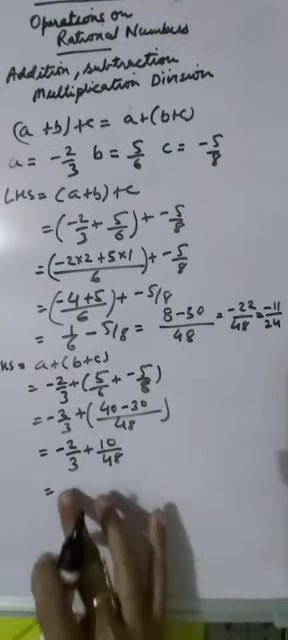 Operations on
Rational Numbers
Addition, subtraction
Multiplication Division
(a+b)+c = a+(b+c)
a = -2/3 b = 5/6 c = -5/8
LHS = (a+b)+c
= (-2/3 + 5/6) + -5/8
= (-2×2+5×1/6) + -5/8
= (-4+5/6) + -5/8
= 1/6 - 5/8 = 8-30/48 = -22/48 = -11/24
HS = a+(b+c)
= -2/3 + (5/6 + -5/8)
= -2/3 + (40-30/48)
= -2/3 + 10/48
=